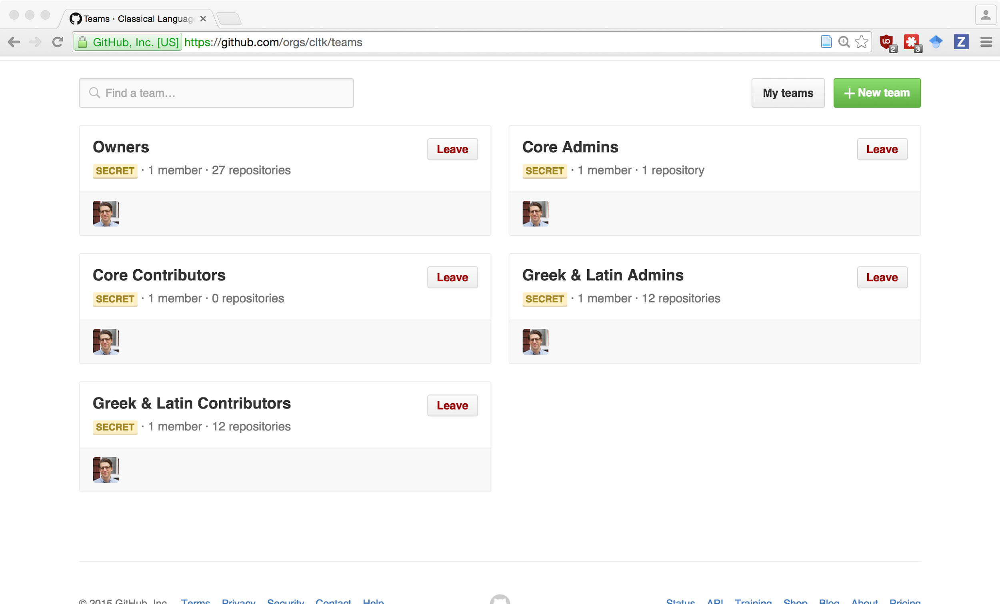 Teams · Classical Language
GitHub, Inc. [US] https://github.com/orgs/cltk/teams
2
3
Z
Find a team…
My teams
+ New team
Owners
Leave
SECRET · 1 member · 27 repositories
Core Admins
Leave
SECRET · 1 member · 1 repository
Core Contributors
Leave
SECRET · 1 member · 0 repositories
Greek & Latin Admins
Leave
SECRET · 1 member · 12 repositories
Greek & Latin Contributors
Leave
SECRET · 1 member · 12 repositories
© 2015 GitHub, Inc. Terms Privacy Security Contact Help
Status API Training Shop Blog About Pricing